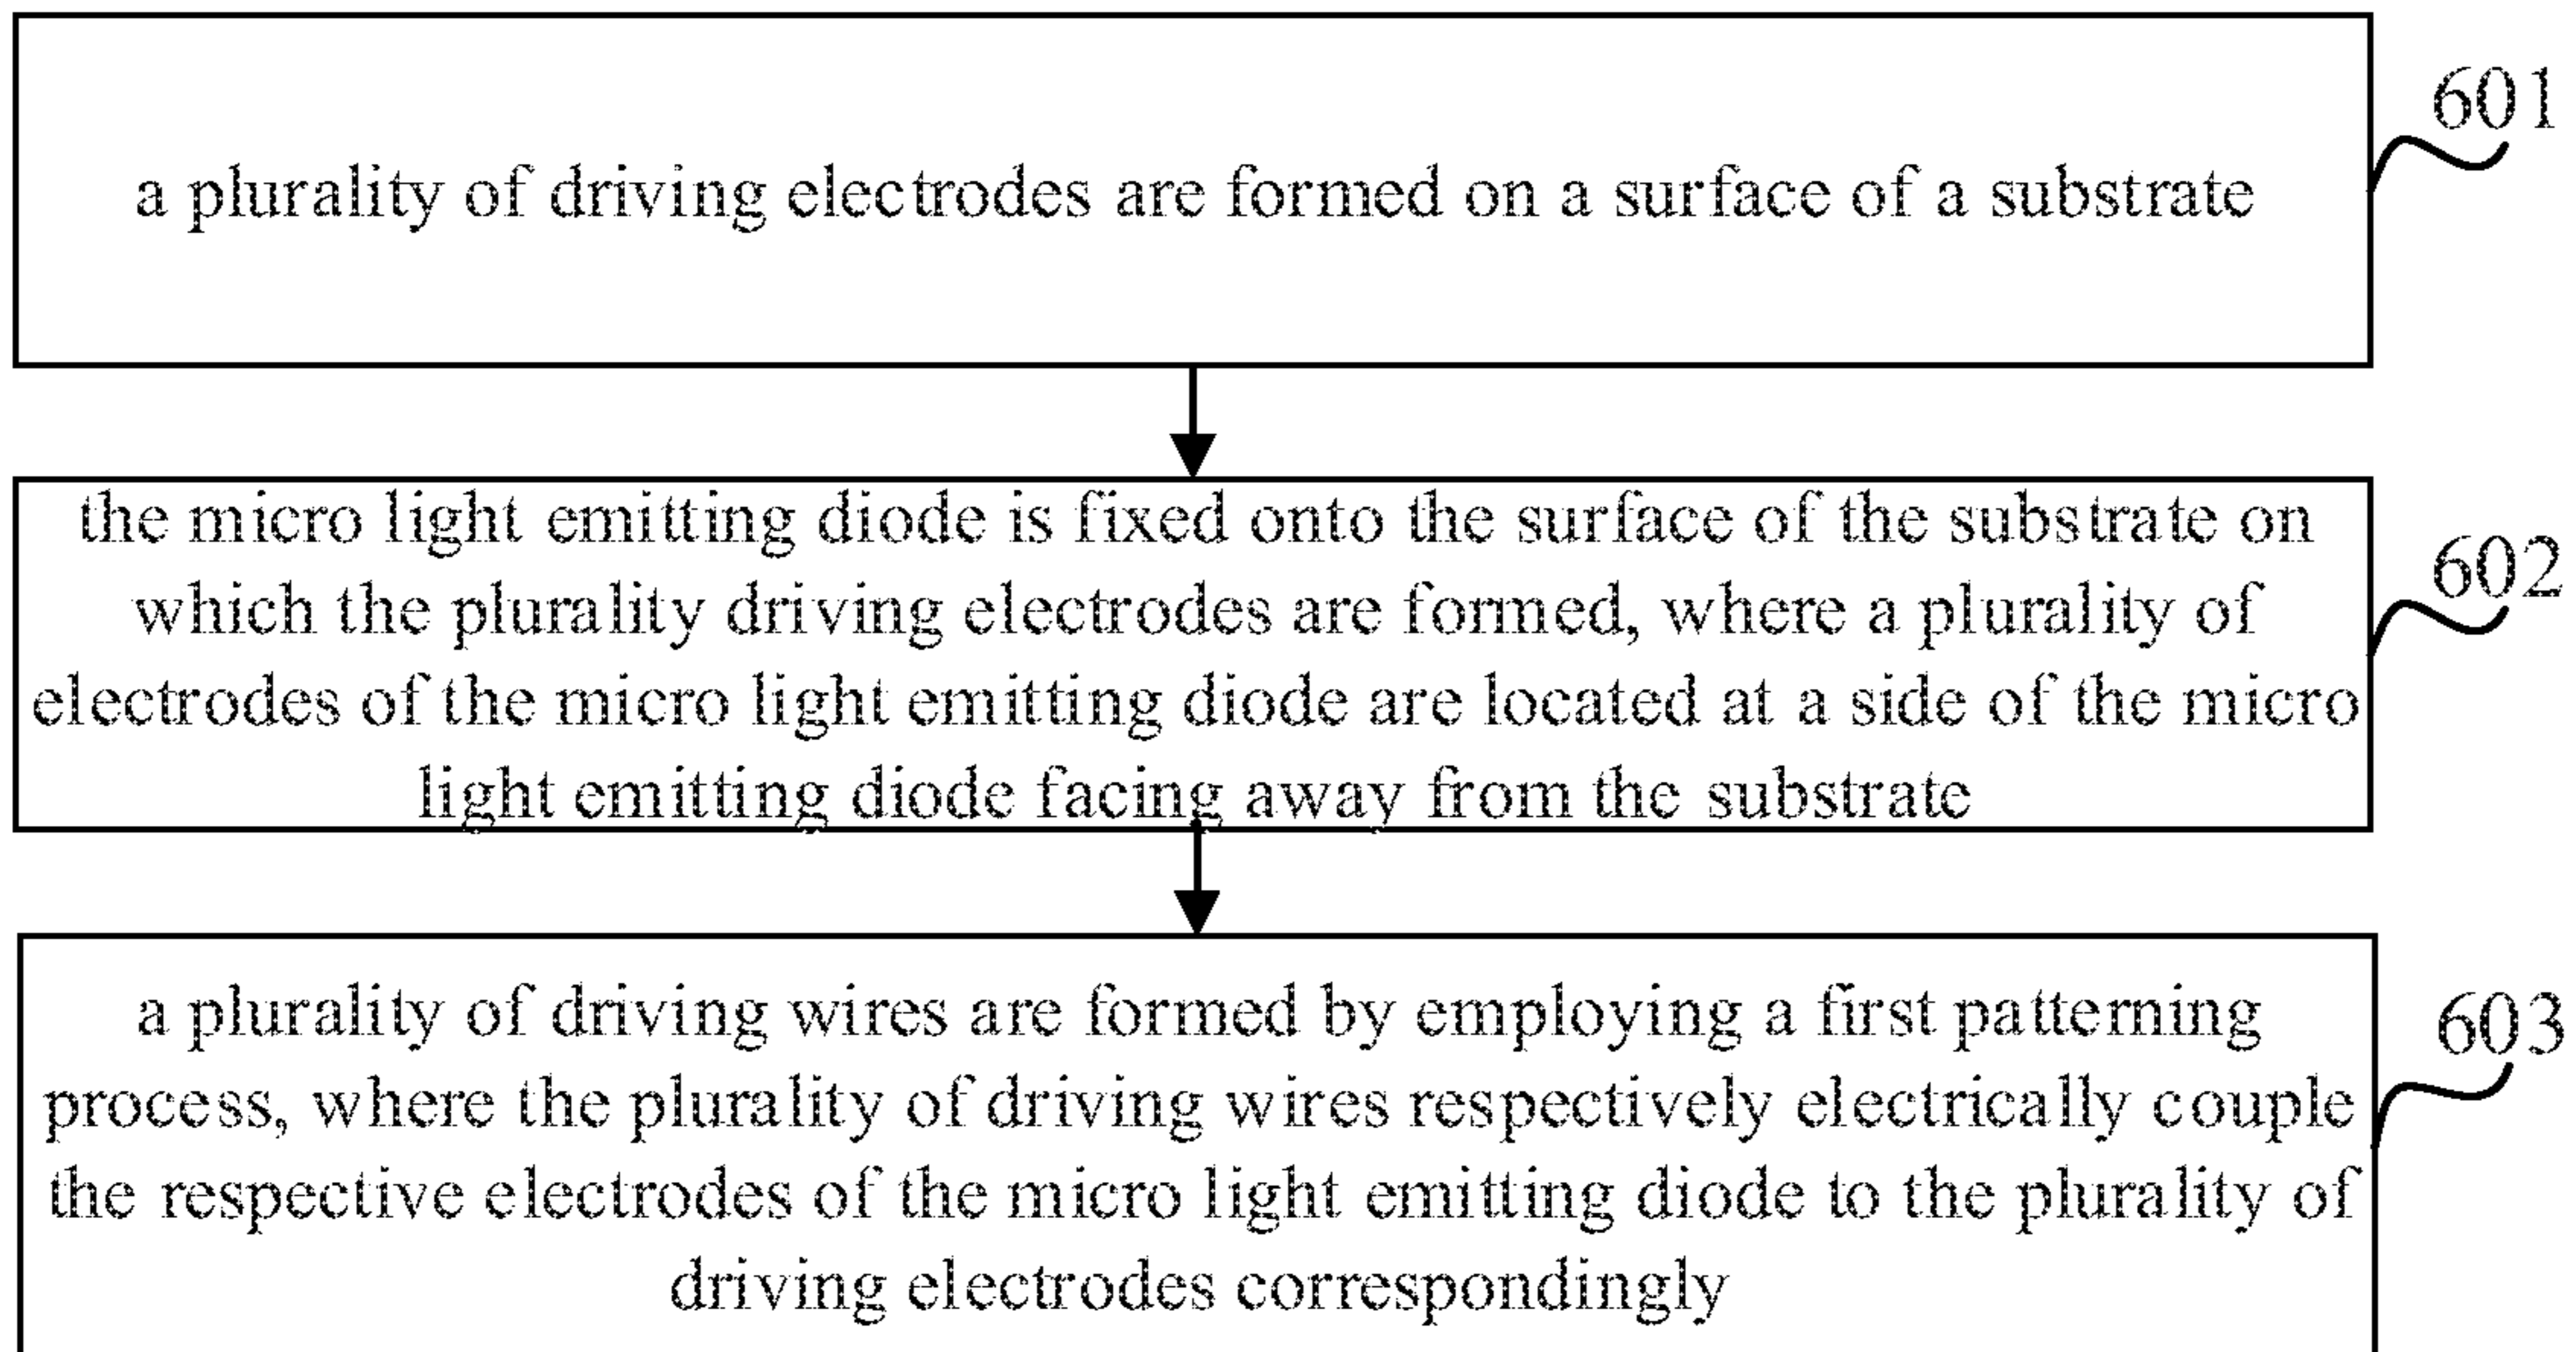 601
a plurality of driving electrodes are formed on a surface of a substrate
602
the micro light emitting diode is fixed onto the surface of the substrate on
which the plurality driving electrodes are formed, where a plurality of
electrodes of the micro light emitting diode are located at a side of the micro
light emitting diode facing away from the substrate
603
a plurality of driving wires are formed by employing a first patterning
process, where the plurality of driving wires respectively electrically couple
the respective electrodes of the micro light emitting diode to the plurality of
driving electrodes correspondingly